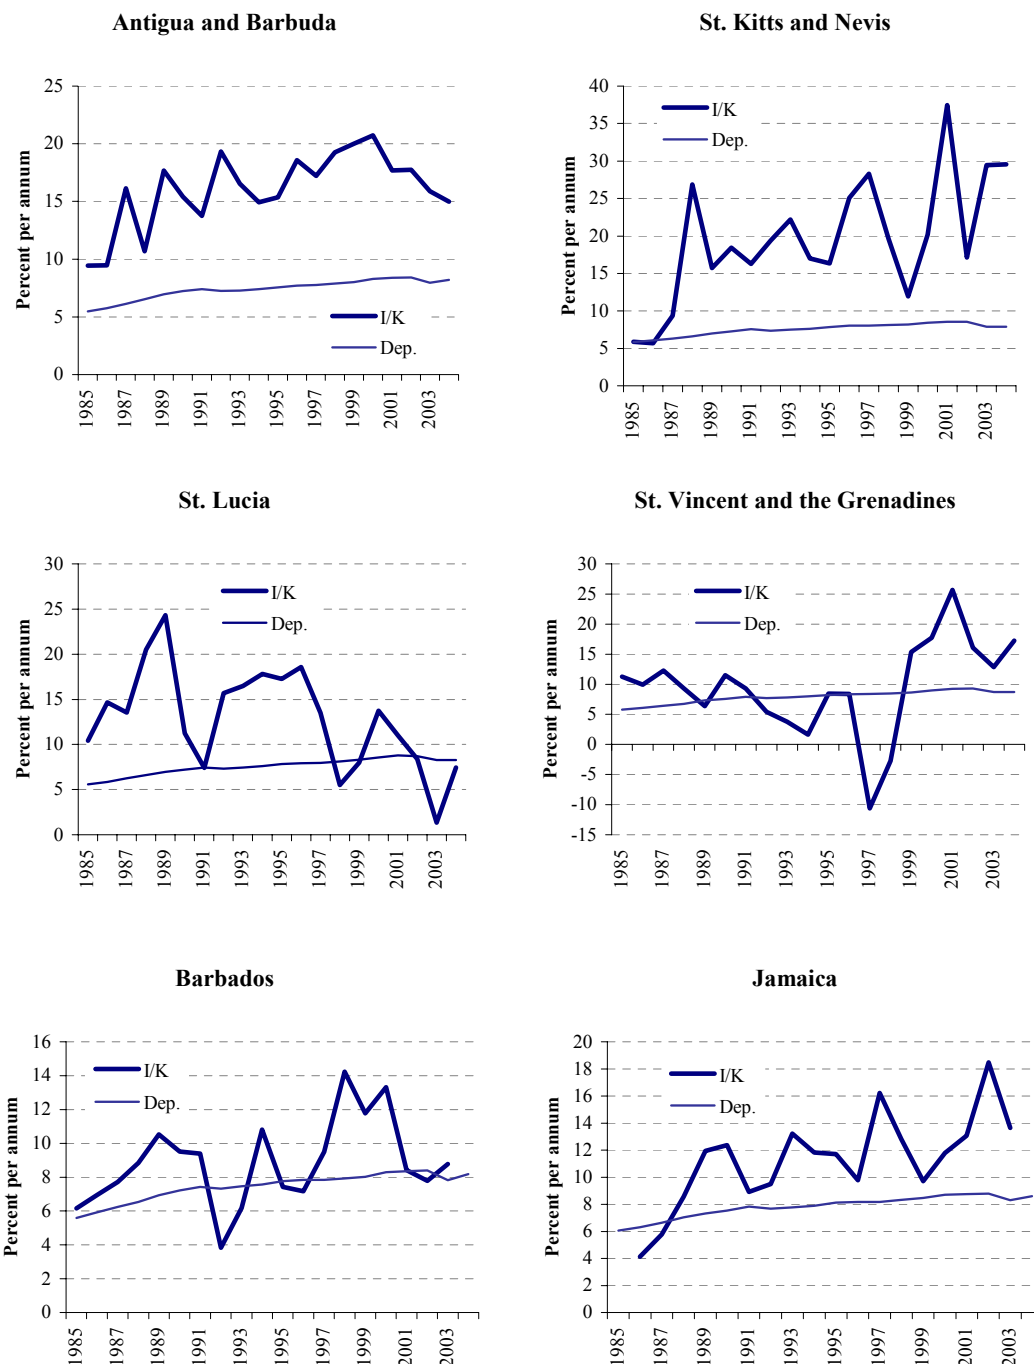 Antigua and Barbuda
Percent per annum
25
20
15
10
5
0
I/K
Dep.
1985 1987 1989 1991 1993 1995 1997 1999 2001 2003
St. Kitts and Nevis
Percent per annum
40
35
30
25
20
15
10
5
0
I/K
Dep.
1985 1987 1989 1991 1993 1995 1997 1999 2001 2003
St. Lucia
Percent per annum
30
25
20
15
10
5
0
I/K
Dep.
1985 1987 1989 1991 1993 1995 1997 1999 2001 2003
St. Vincent and the Grenadines
Percent per annum
30
25
20
15
10
5
0
-5
-10
-15
I/K
Dep.
1985 1987 1989 1991 1993 1995 1997 1999 2001 2003
Barbados
Percent per annum
16
14
12
10
8
6
4
2
0
I/K
Dep.
1985 1987 1989 1991 1993 1995 1997 1999 2001 2003
Jamaica
Percent per annum
20
18
16
14
12
10
8
6
4
2
0
I/K
Dep.
1985 1987 1989 1991 1993 1995 1997 1999 2001 2003